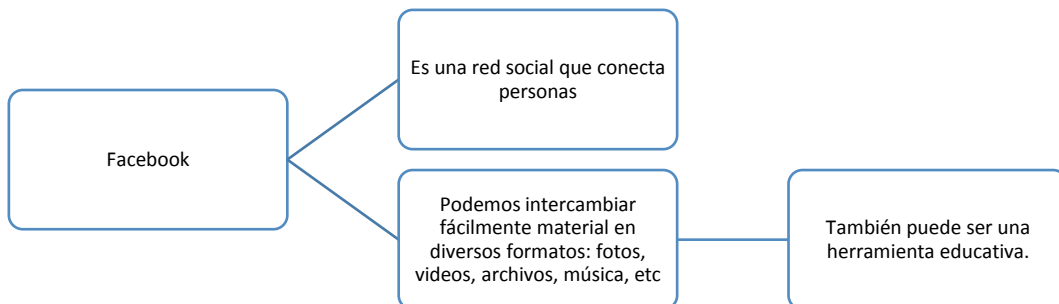 Facebook
Es una red social que conecta
personas
Podemos intercambiar
fácilmente material en
diversos formatos: fotos,
videos, archivos, música, etc
También puede ser una
herramienta educativa.